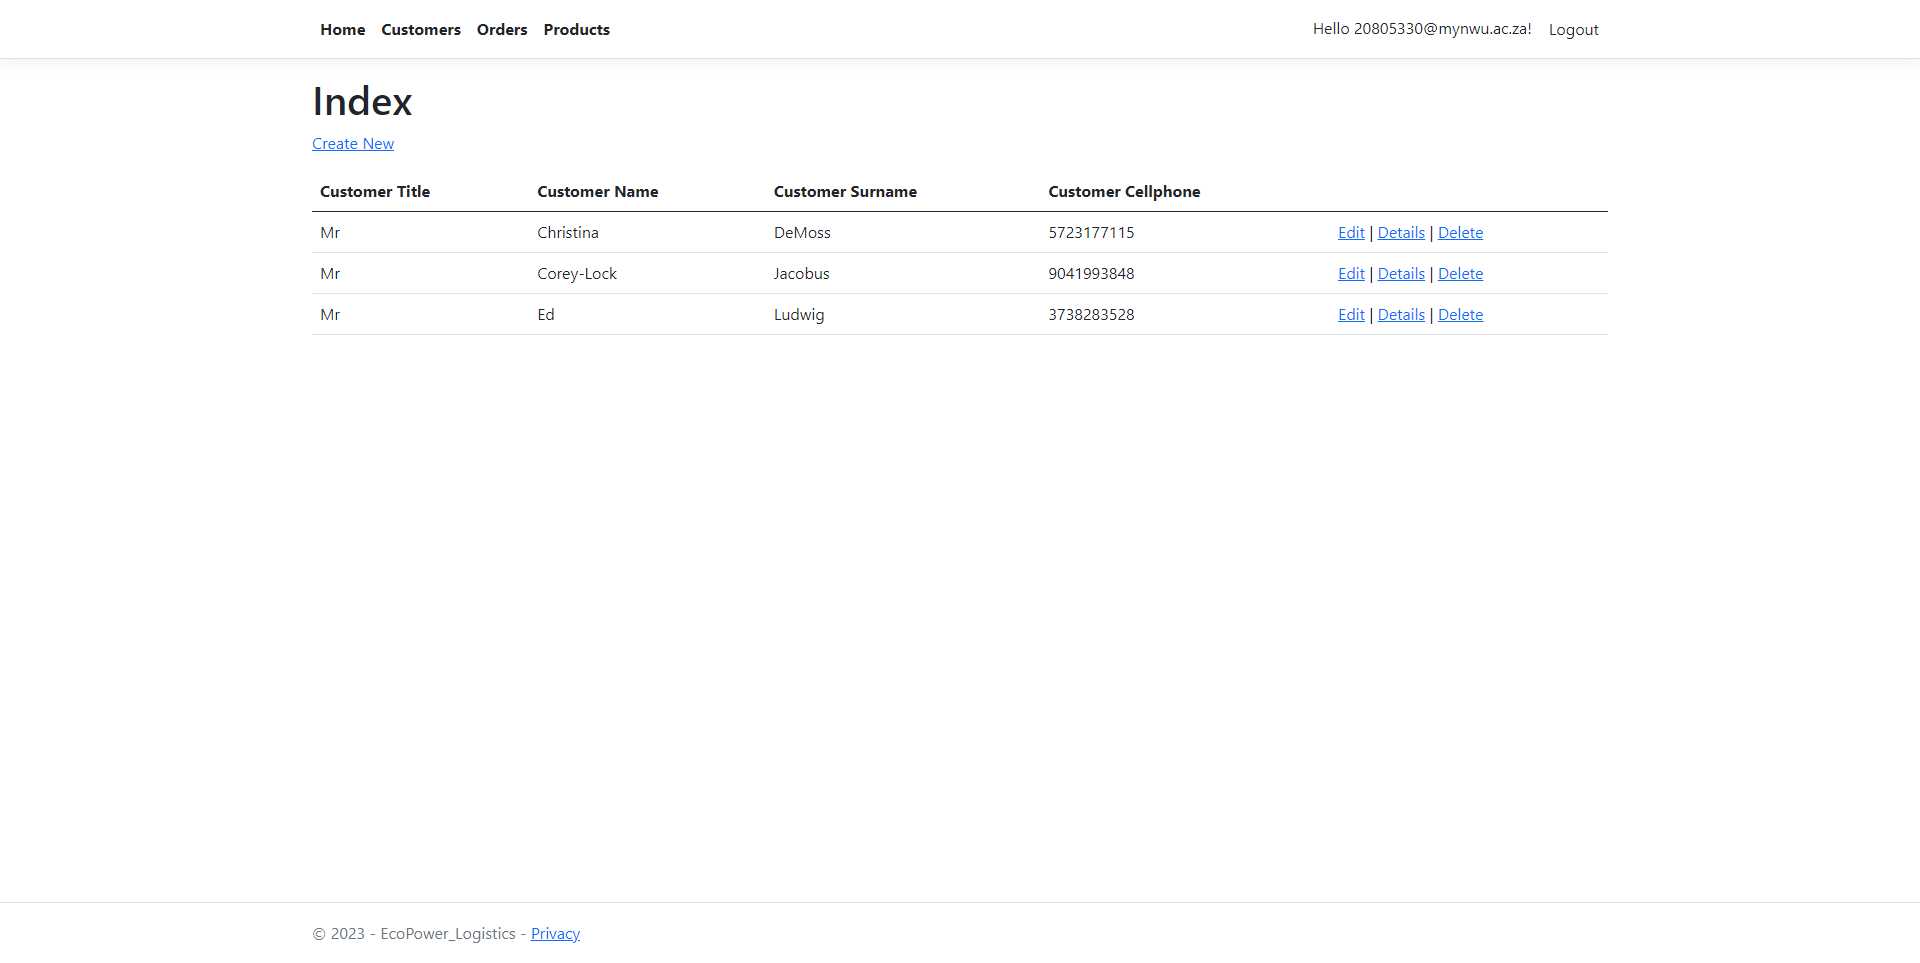 Home Customers Orders Products Hello 20805330@mynwu.ac.za! Logout
Index
Create New
Customer Title Customer Name Customer Surname Customer Cellphone
Mr Christina DeMoss 5723177115 Edit | Details | Delete
Mr Corey-Lock Jacobus 9041993848 Edit | Details | Delete
Mr Ed Ludwig 3738283528 Edit | Details | Delete
© 2023 - EcoPower_Logistics - Privacy